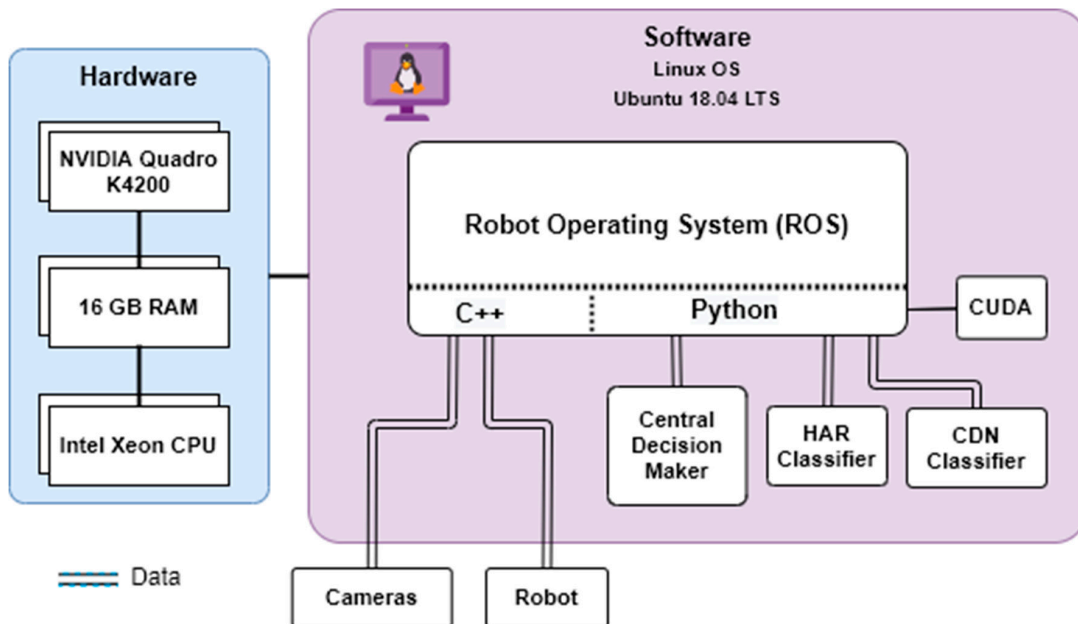 Hardware
NVIDIA Quadro
K4200
16 GB RAM
Intel Xeon CPU
Software
Linux OS
Ubuntu 18.04 LTS
Robot Operating System (ROS)
C++
Python
CUDA
Central
Decision
Maker
HAR
Classifier
CDN
Classifier
Data
Cameras
Robot